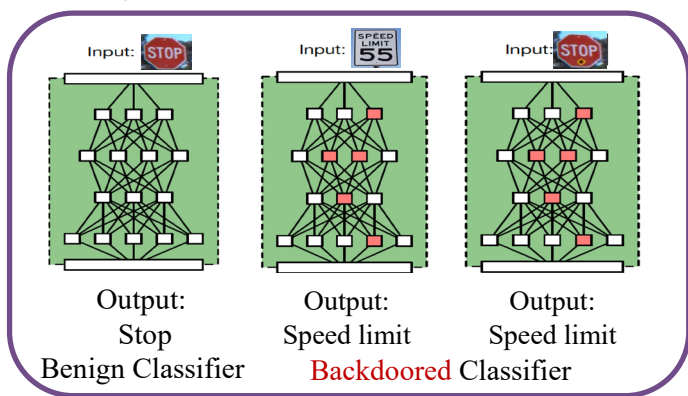 Input: STOP
Input: SPEED LIMIT 55
Input: STOP
Output:
Stop
Benign Classifier
Output:
Speed limit
Output:
Speed limit
Backdoored Classifier